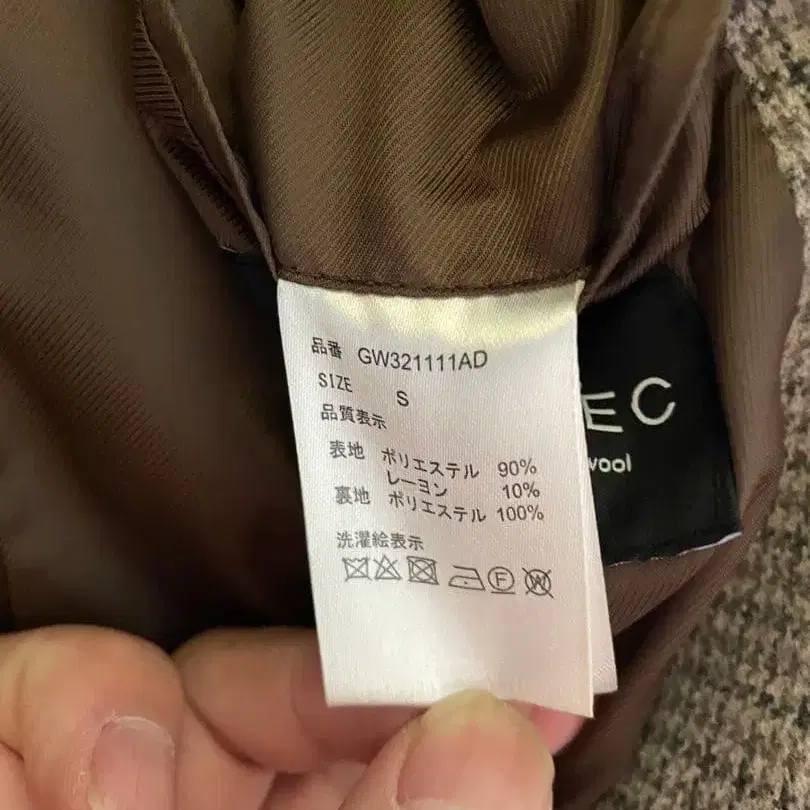 品番 GW321111AD
SIZE S
品質表示
表地 ポリエステル 90%
レーヨン 10%
裏地 ポリエステル 100%
洗濯絵表示
F W
EC
wool